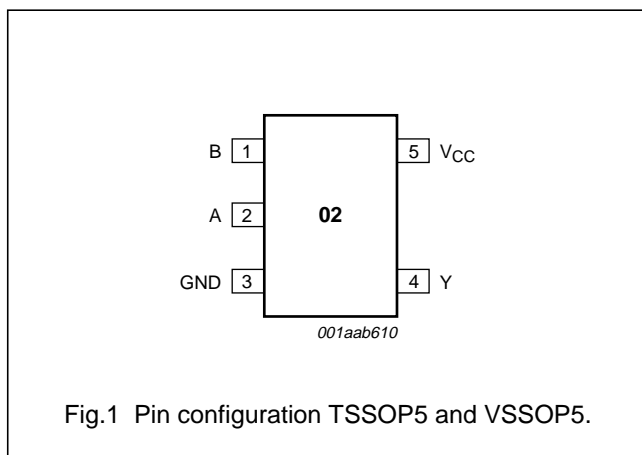 B 1 5 VCC
A 2 02
GND 3 4 Y
001aab610
Fig.1 Pin configuration TSSOP5 and VSSOP5.